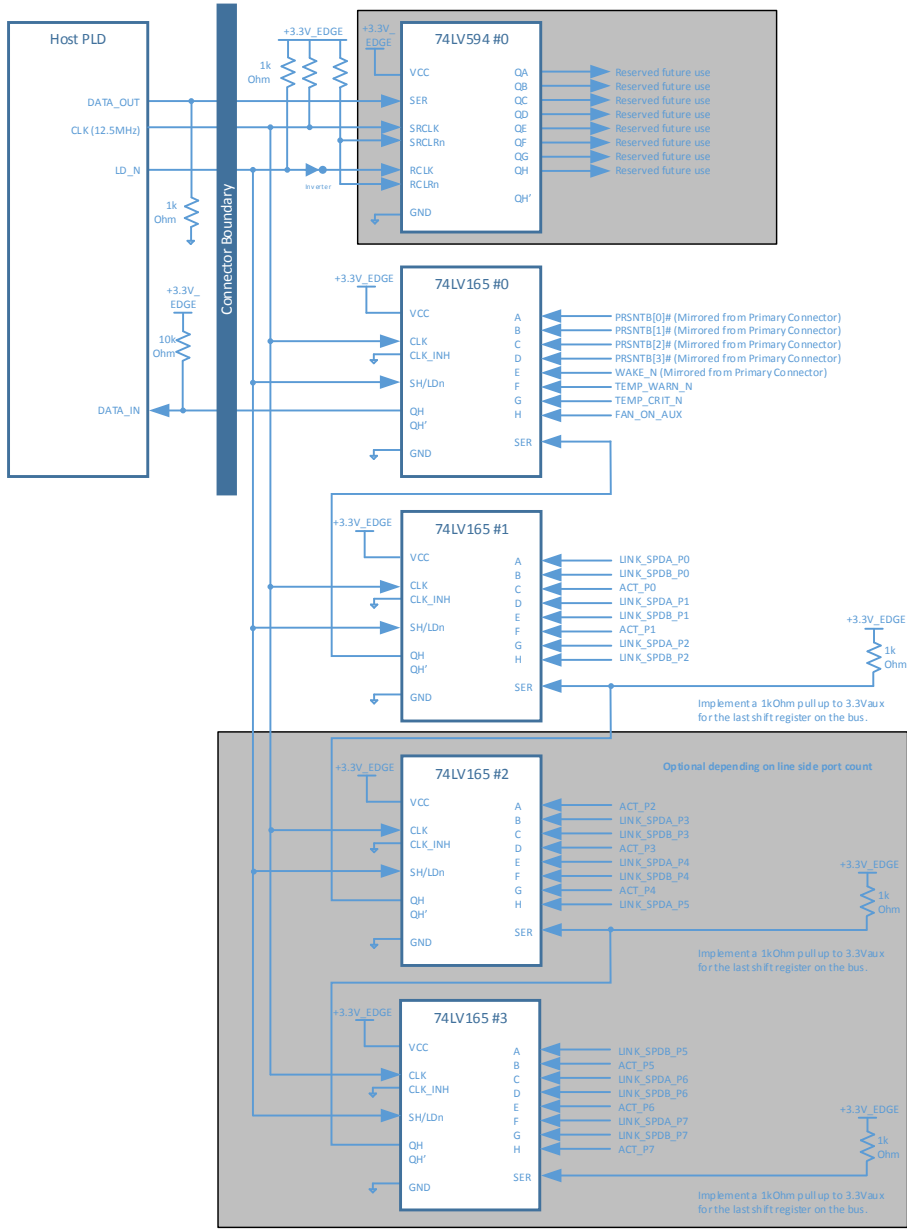 Host PLD
DATA_OUT
CLK (12.5MHz)
LD_N
1k
Ohm
+3.3V_
EDGE
10k
Ohm
DATA_IN
Connector Boundary
+3.3V_EDGE
1k
Ohm
Inverter
+3.3V_
EDGE
74LV594 #0
VCC
SER
SRCLK
SRCLRn
RCLK
RCLRn
GND
QA
QB
QC
QD
QE
QF
QG
QH
QH'
Reserved future use
Reserved future use
Reserved future use
Reserved future use
Reserved future use
Reserved future use
Reserved future use
Reserved future use
+3.3V_EDGE
74LV165 #0
VCC
CLK
CLK_INH
SH/LDn
QH
QH'
GND
A
B
C
D
E
F
G
H
SER
PRSNTB[0]# (Mirrored from Primary Connector)
PRSNTB[1]# (Mirrored from Primary Connector)
PRSNTB[2]# (Mirrored from Primary Connector)
PRSNTB[3]# (Mirrored from Primary Connector)
WAKE_N (Mirrored from Primary Connector)
TEMP_WARN_N
TEMP_CRIT_N
FAN_ON_AUX
+3.3V_EDGE
74LV165 #1
VCC
CLK
CLK_INH
SH/LDn
QH
QH'
GND
A
B
C
D
E
F
G
H
SER
LINK_SPDA_P0
LINK_SPDB_P0
ACT_P0
LINK_SPDA_P1
LINK_SPDB_P1
ACT_P1
LINK_SPDA_P2
LINK_SPDB_P2
+3.3V_EDGE
1k
Ohm
Implement a 1kOhm pull up to 3.3Vaux
for the last shift register on the bus.
Optional depending on line side port count
+3.3V_EDGE
74LV165 #2
VCC
CLK
CLK_INH
SH/LDn
QH
QH'
GND
A
B
C
D
E
F
G
H
SER
ACT_P2
LINK_SPDA_P3
LINK_SPDB_P3
ACT_P3
LINK_SPDA_P4
LINK_SPDB_P4
ACT_P4
LINK_SPDA_P5
+3.3V_EDGE
1k
Ohm
Implement a 1kOhm pull up to 3.3Vaux
for the last shift register on the bus.
+3.3V_EDGE
74LV165 #3
VCC
CLK
CLK_INH
SH/LDn
QH
QH'
GND
A
B
C
D
E
F
G
H
SER
LINK_SPDB_P5
ACT_P5
LINK_SPDA_P6
LINK_SPDB_P6
ACT_P6
LINK_SPDA_P7
LINK_SPDB_P7
ACT_P7
+3.3V_EDGE
1k
Ohm
Implement a 1kOhm pull up to 3.3Vaux
for the last shift register on the bus.